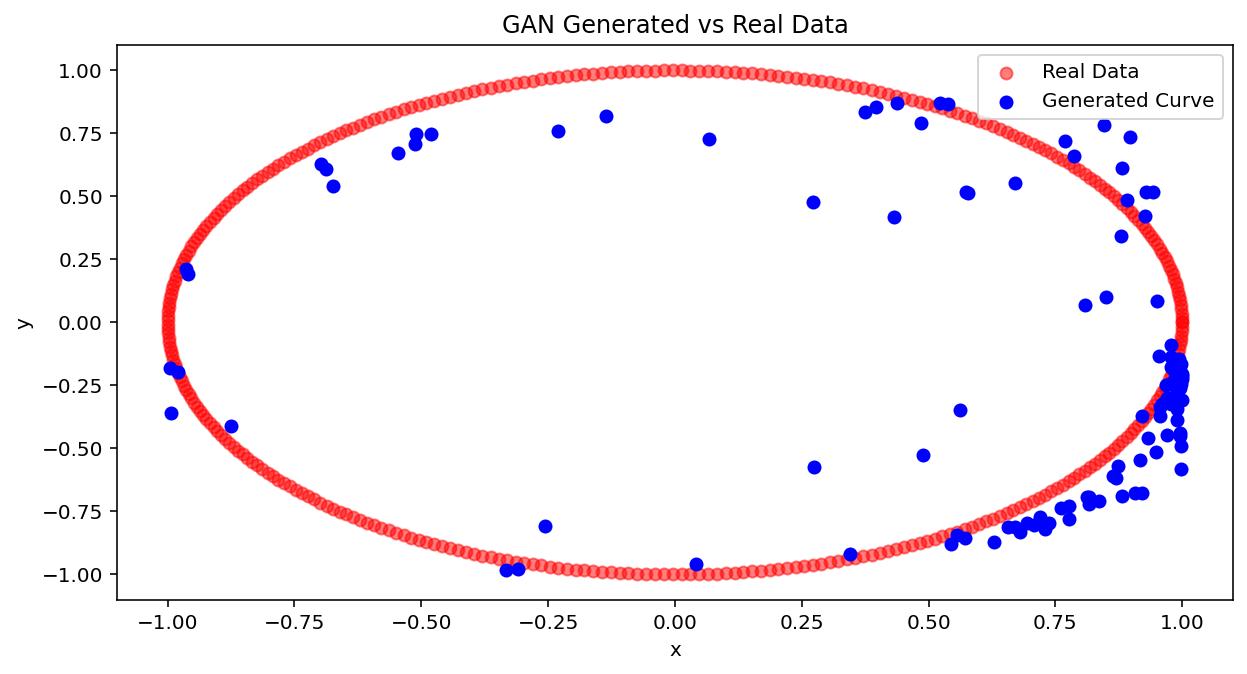 GAN Generated vs Real Data
Real Data
Generated Curve
1.00
0.75
0.50
0.25
0.00
−0.25
−0.50
−0.75
−1.00
y
−1.00 −0.75 −0.50 −0.25 0.00 0.25 0.50 0.75 1.00
x